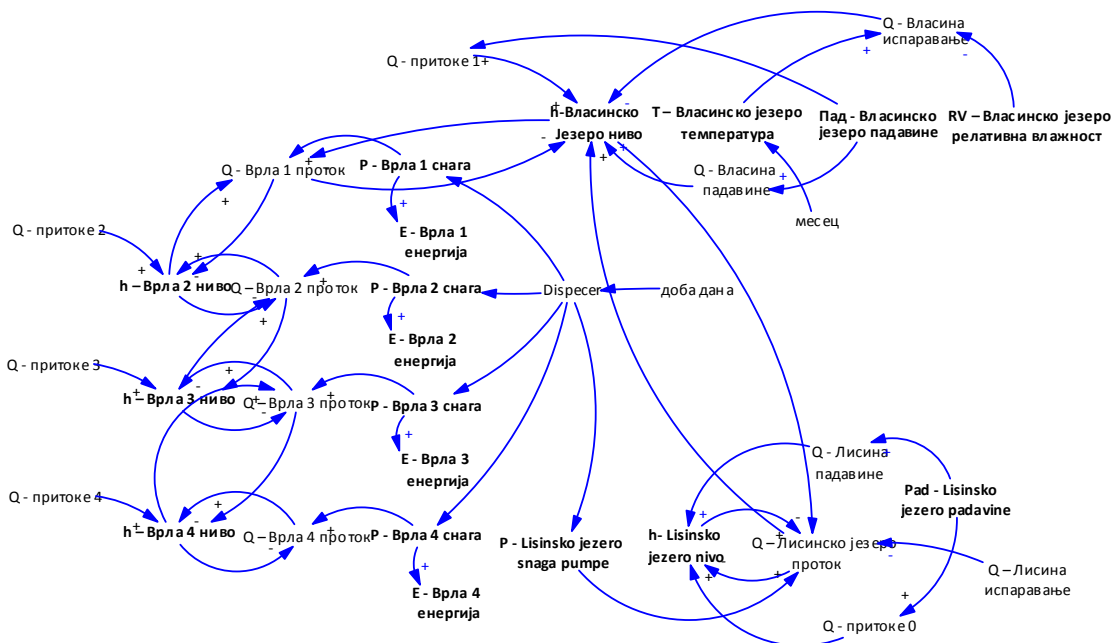 Q - Власина
испаравање
Q - притоке 1
h-Власинско
Језеро ниво
T – Власинско језеро
температура
Пад - Власинско
језеро падавине
RV – Власинско језеро
релативна влажност
Q - Врла 1 проток
P - Врла 1 снага
Q - Власина
падавине
месец
E - Врла 1
енергија
Q - притоке 2
h – Врла 2 ниво
Q – Врла 2 проток
P - Врла 2 снага
Dispecer
доба дана
E - Врла 2
енергија
Q - притоке 3
h – Врла 3 ниво
Q – Врла 3 проток
P - Врла 3 снага
E - Врла 3
енергија
Q - Лисина
падавине
Q - притоке 4
Pad - Lisinsko
jezero padavine
h – Врла 4 ниво
Q – Врла 4 проток
P - Врла 4 снага
P - Lisinsko jezero
snaga pumpe
h- Lisinsko
jezero nivo
Q – Лисинско језеро
проток
Q – Лисина
испаравање
E - Врла 4
енергија
Q - притоке 0